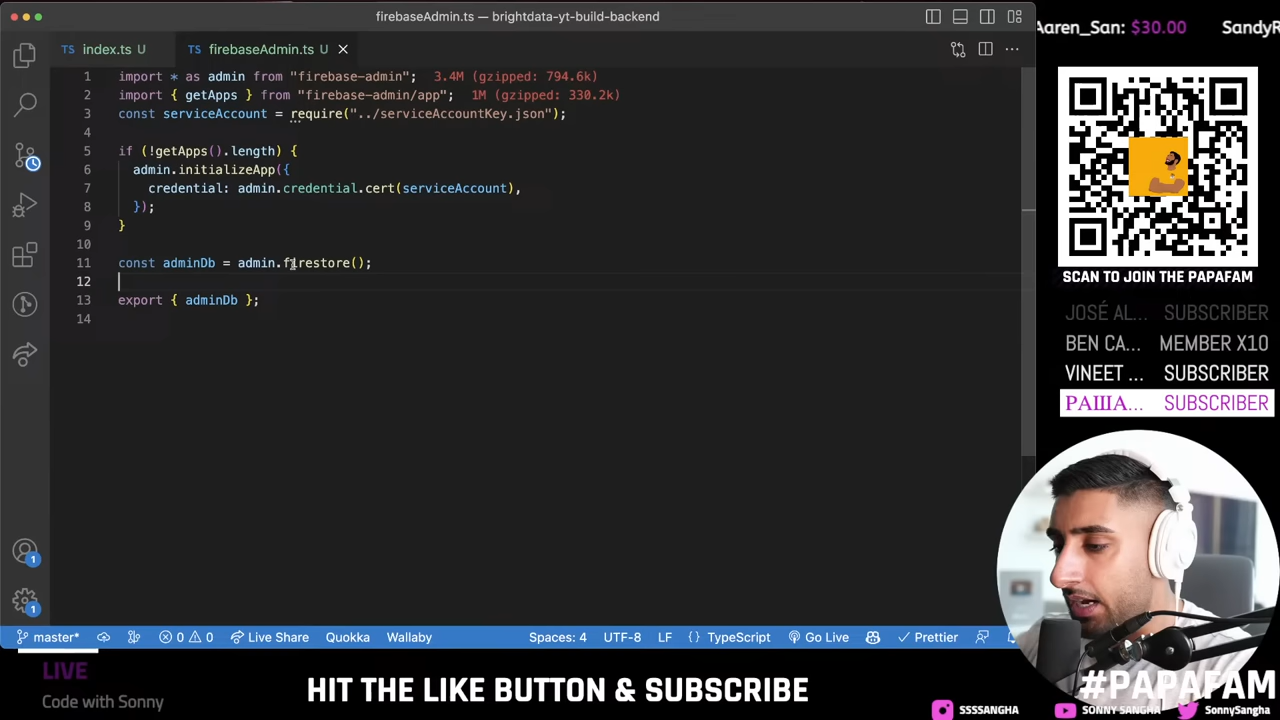 firebaseAdmin.ts — brightdata-yt-build-backend
TS index.ts U
TS firebaseAdmin.ts U
1 import * as admin from "firebase-admin"; 3.4M (gzipped: 794.6k)
2 import { getApps } from "firebase-admin/app"; 1M (gzipped: 330.2k)
3 const serviceAccount = require("../serviceAccountKey.json");
4
5 if (!getApps().length) {
6 admin.initializeApp({
7 credential: admin.credential.cert(serviceAccount),
8 });
9 }
10
11 const adminDb = admin.firestore();
12
13 export { adminDb };
14
1
1
master* 0 0 Live Share Quokka Wallaby Spaces: 4 UTF-8 LF {} TypeScript Go Live Prettier
Aaren_San: $30.00 SandyR
SCAN TO JOIN THE PAPAFAM
JOSÉ AL... SUBSCRIBER
BEN CA... MEMBER X10
VINEET ... SUBSCRIBER
РАША... SUBSCRIBER
LIVE
Code with Sonny
HIT THE LIKE BUTTON & SUBSCRIBE
#PAPAFAM
SSSSANGHA SONNY SANGHA SonnySangha